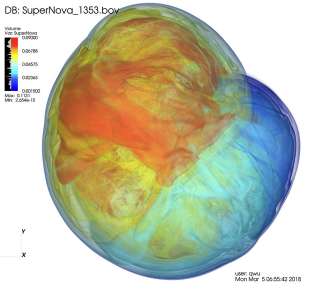 DB: SuperNova_1353.bov
Volume
Var: SuperNova
0.09000
0.06788
0.04575
0.02363
0.001500
Max: 0.1131
Min: 2.654e-15
Y
X
user: qwu
Mon Mar 5 06:55:42 2018